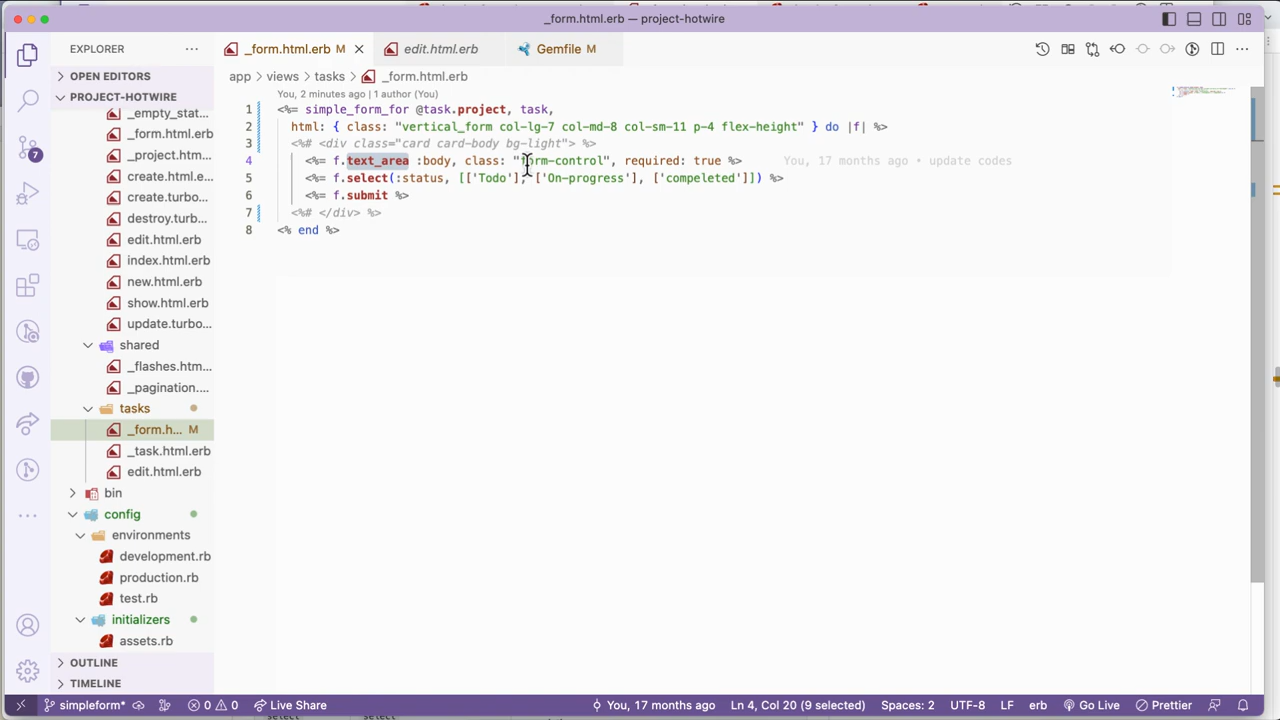 _form.html.erb — project-hotwire
EXPLORER
_form.html.erb M
edit.html.erb
Gemfile M
OPEN EDITORS
PROJECT-HOTWIRE
app > views > tasks > _form.html.erb
You, 2 minutes ago | 1 author (You)
1 <%= simple_form_for @task.project, task,
2 html: { class: "vertical_form col-lg-7 col-md-8 col-sm-11 p-4 flex-height" } do |f| %>
3 <%# <div class="card card-body bg-light"> %>
4 <%= f.text_area :body, class: "form-control", required: true %> You, 17 months ago • update codes
5 <%= f.select(:status, [['Todo'], ['On-progress'], ['compeleted']]) %>
6 <%= f.submit %>
7 <%# </div> %>
8 <% end %>
_empty_stat...
_form.html.erb
_project.htm...
create.html.e...
create.turbo...
destroy.turb...
edit.html.erb
index.html.erb
new.html.erb
show.html.erb
update.turbo...
shared
_flashes.htm...
_pagination....
tasks
_form.h... M
_task.html.erb
edit.html.erb
bin
config
environments
development.rb
production.rb
test.rb
initializers
assets.rb
OUTLINE
TIMELINE
7
simpleform* 0 0 Live Share You, 17 months ago Ln 4, Col 20 (9 selected) Spaces: 2 UTF-8 LF erb Go Live Prettier